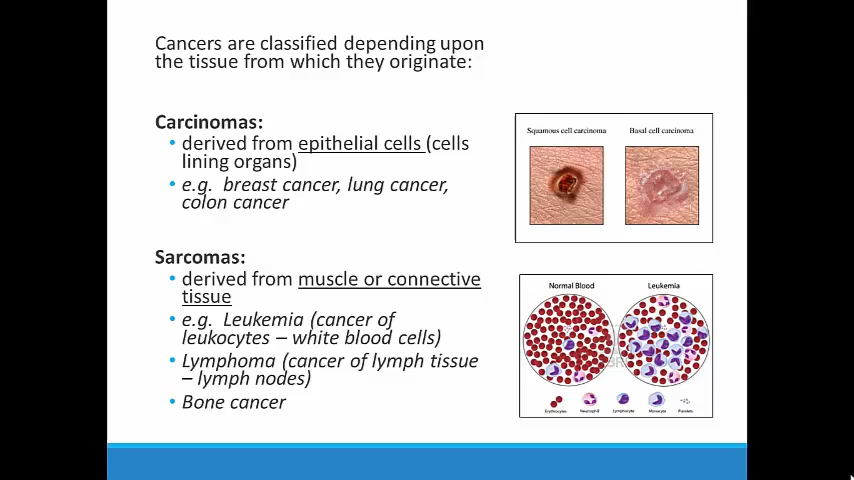 Cancers are classified depending upon
the tissue from which they originate:
Carcinomas:
• derived from epithelial cells (cells
lining organs)
• e.g. breast cancer, lung cancer,
colon cancer
Sarcomas:
• derived from muscle or connective
tissue
• e.g. Leukemia (cancer of
leukocytes – white blood cells)
• Lymphoma (cancer of lymph tissue
– lymph nodes)
• Bone cancer
Squamous cell carcinoma Basal cell carcinoma
Normal Blood Leukemia
Erythrocytes Neutrophil Lymphocyte Monocyte Platelets